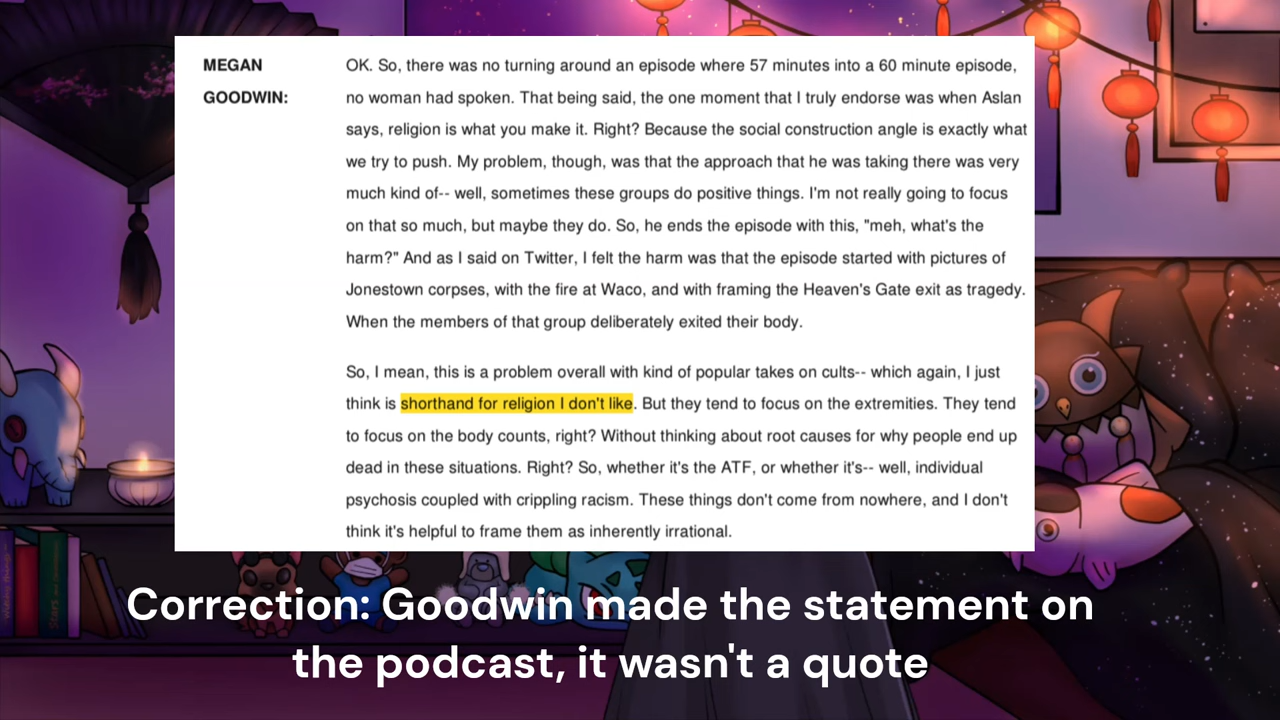 MEGAN
GOODWIN:
OK. So, there was no turning around an episode where 57 minutes into a 60 minute episode,
no woman had spoken. That being said, the one moment that I truly endorse was when Aslan
says, religion is what you make it. Right? Because the social construction angle is exactly what
we try to push. My problem, though, was that the approach that he was taking there was very
much kind of-- well, sometimes these groups do positive things. I'm not really going to focus
on that so much, but maybe they do. So, he ends the episode with this, "meh, what's the
harm?" And as I said on Twitter, I felt the harm was that the episode started with pictures of
Jonestown corpses, with the fire at Waco, and with framing the Heaven's Gate exit as tragedy.
When the members of that group deliberately exited their body.
So, I mean, this is a problem overall with kind of popular takes on cults-- which again, I just
think is shorthand for religion I don't like. But they tend to focus on the extremities. They tend
to focus on the body counts, right? Without thinking about root causes for why people end up
dead in these situations. Right? So, whether it's the ATF, or whether it's-- well, individual
psychosis coupled with crippling racism. These things don't come from nowhere, and I don't
think it's helpful to frame them as inherently irrational.
Correction: Goodwin made the statement on
the podcast, it wasn't a quote